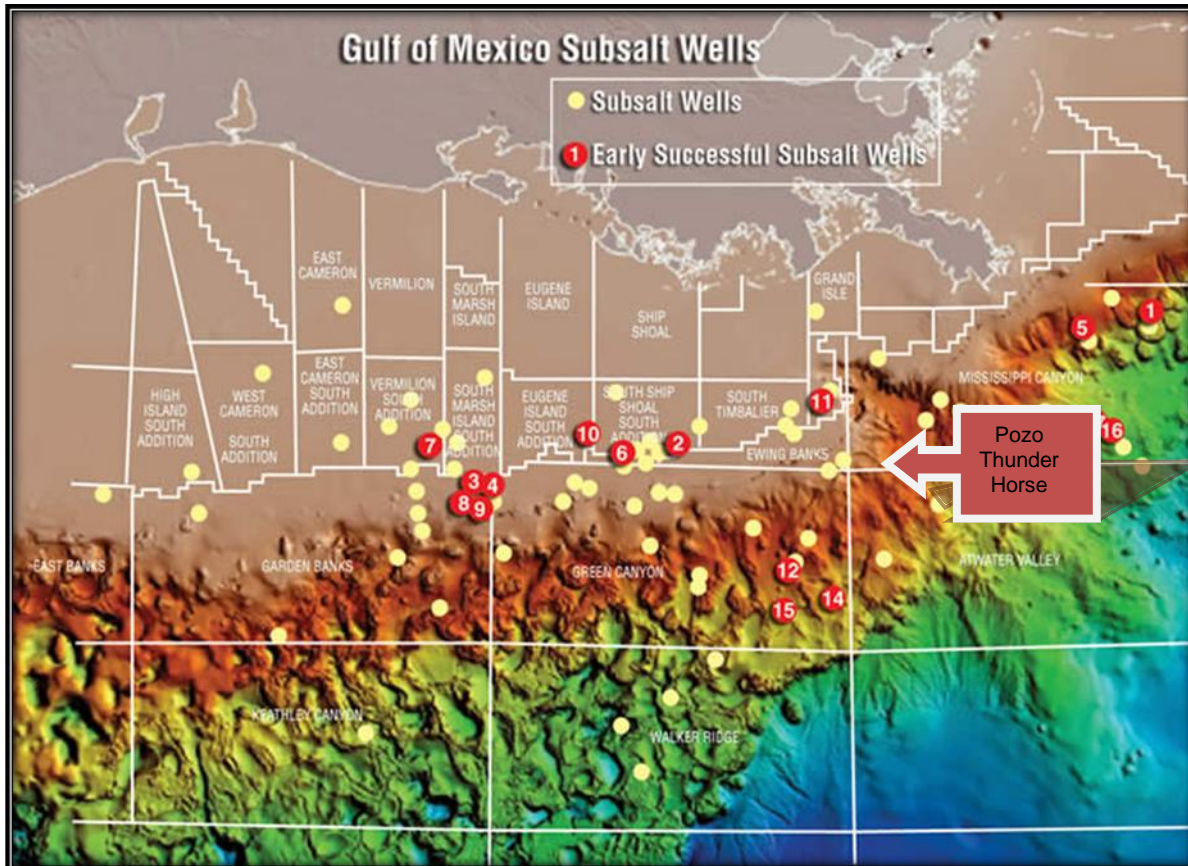 Gulf of Mexico Subsalt Wells
Subsalt Wells
1 Early Successful Subsalt Wells
EAST
CAMERON
VERMILION
SOUTH
MARSH
ISLAND
EUGENE
ISLAND
SHIP
SHOAL
GRAND
ISLE
1
5
MISSISSIPPI CANYON
HIGH
ISLAND
SOUTH
ADDITION
WEST
CAMERON
SOUTH
ADDITION
EAST
CAMERON
SOUTH
ADDITION
VERMILION
SOUTH
ADDITION
SOUTH
MARSH
ISLAND
SOUTH
ADDITION
EUGENE
ISLAND
SOUTH
ADDITION
SOUTH SHIP
SHOAL
SOUTH
ADDITION
SOUTH
TIMBALIER
11
7
10
6
2
16
EWING BANKS
Pozo
Thunder
Horse
3
4
8
9
EAST BANKS
GARDEN BANKS
GREEN CANYON
ATWATER VALLEY
12
14
15
KEATHLEY CANYON
WALKER RIDGE